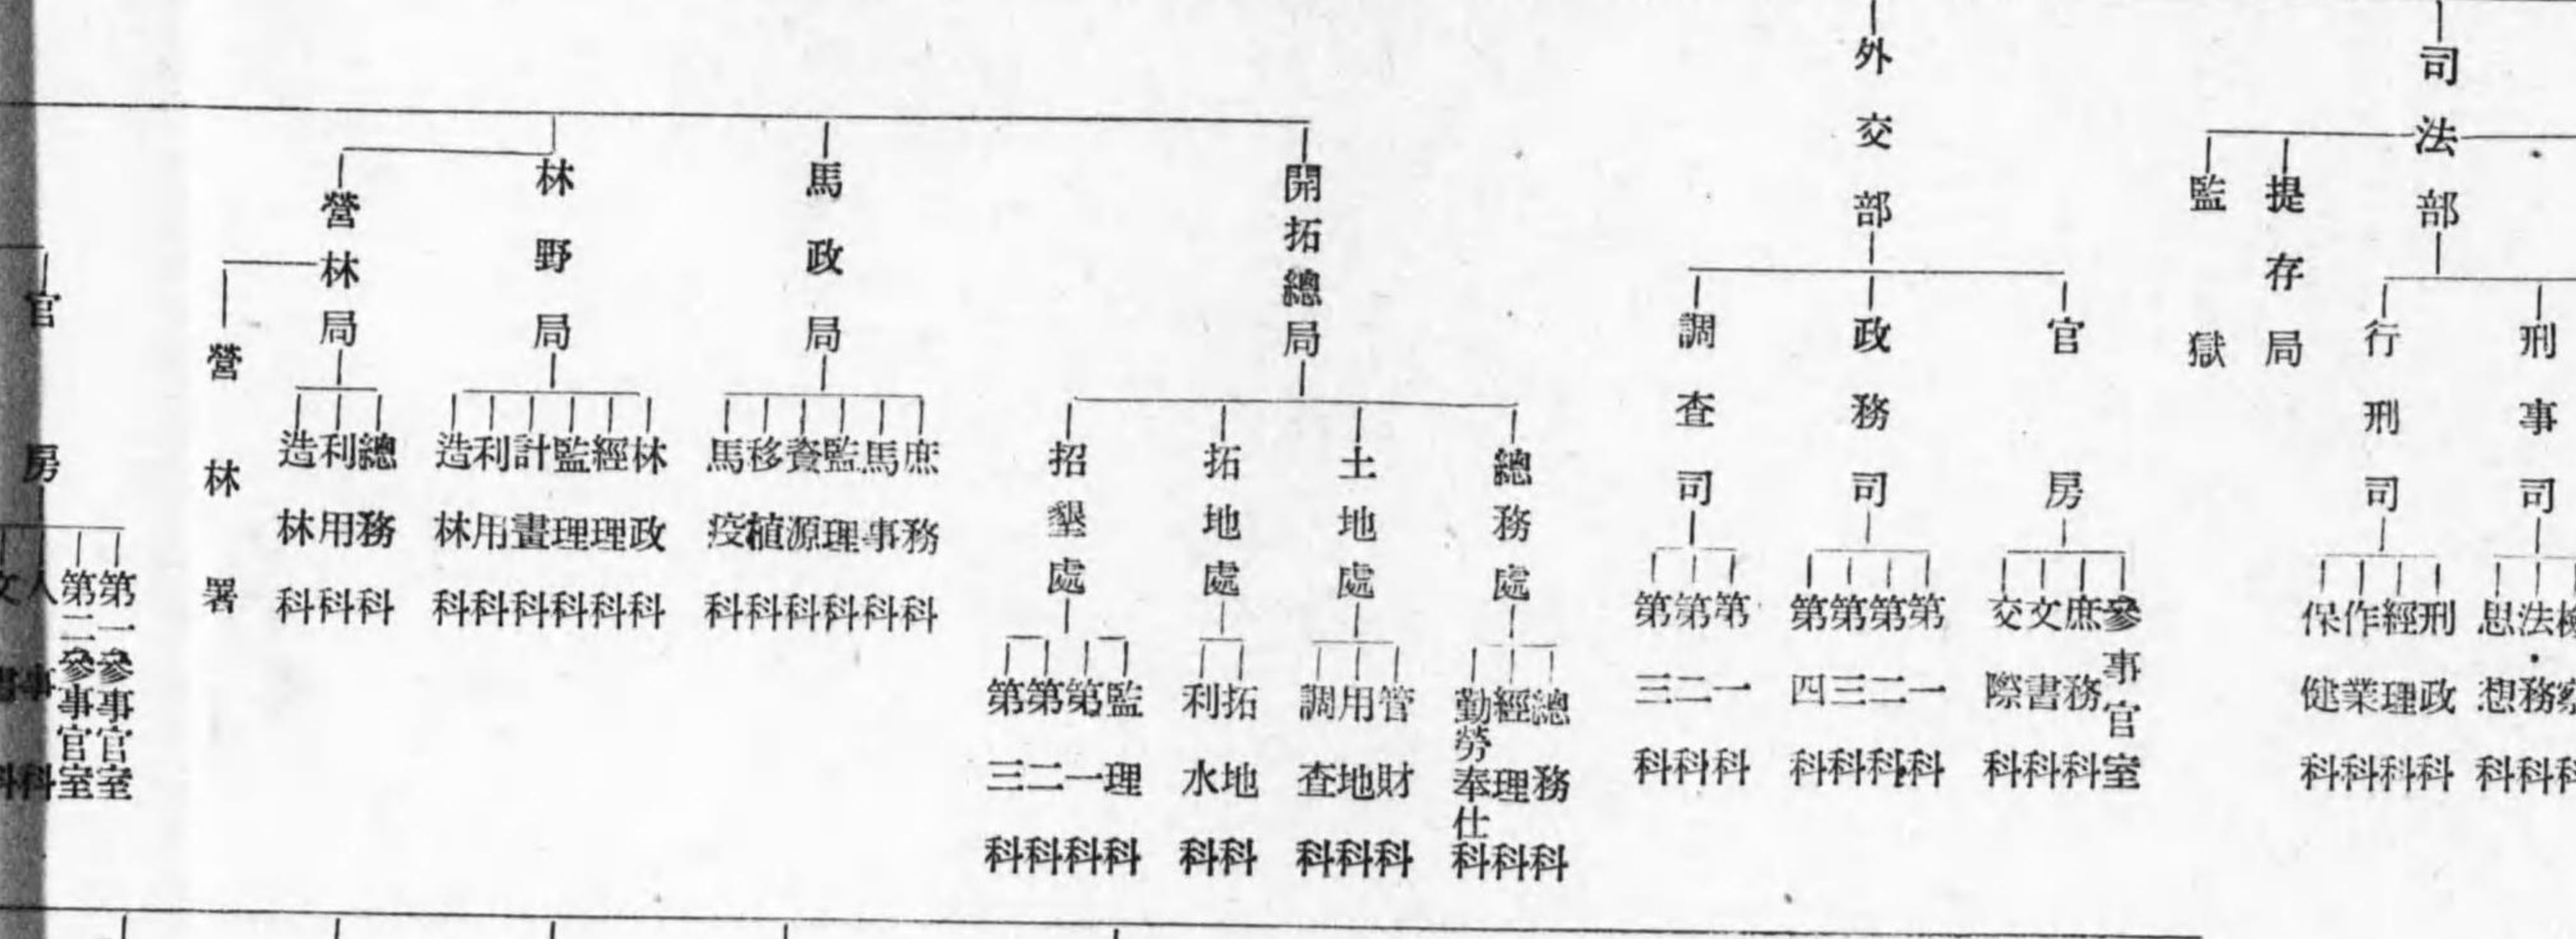 司法部
刑事司
法務科
行刑司
刑政科
經理科
作業科
保健科
提存局
監獄
外交部
官房
參事官室
庶務科
文書科
交際科
政務司
第一科
第二科
第三科
第四科
調查司
第一科
第二科
第三科
開拓總局
總務處
總務科
經理科
勤勞奉仕科
土地處
管財科
用地科
調查科
拓地處
拓地科
利水科
招墾處
監理科
第一科
第二科
第三科
馬政局
庶務科
馬事科
監理科
資源科
移植科
馬疫科
林野局
林政科
經理科
監理科
計畫科
利用科
造林科
營林局
總務科
利用科
造林科
營林署
官房
第一參事官室
第二參事官室
人事科